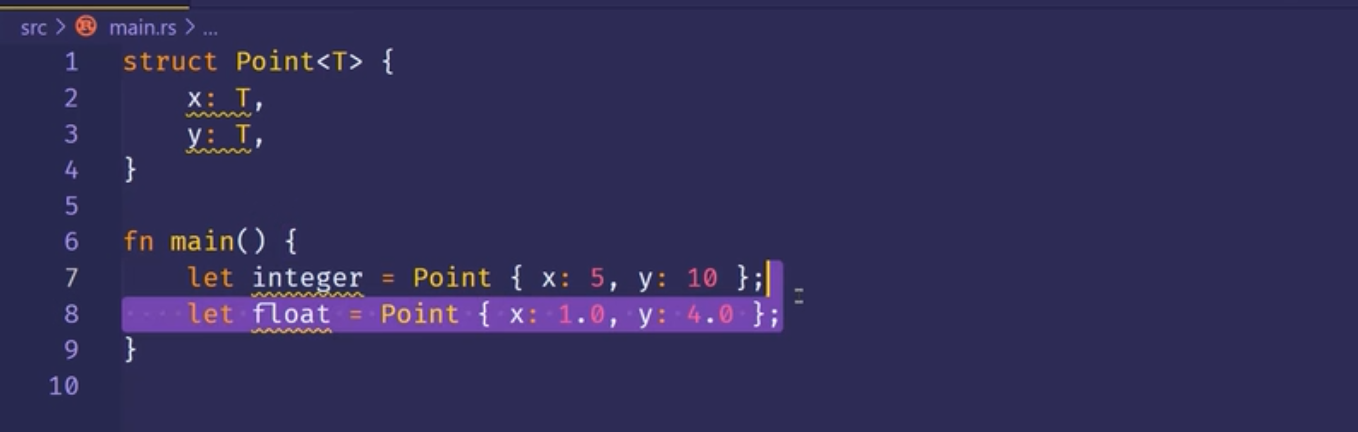 src > main.rs > ...
1 struct Point<T> {
2     x: T,
3     y: T,
4 }
5
6 fn main() {
7     let integer = Point { x: 5, y: 10 };
8     let float = Point { x: 1.0, y: 4.0 };
9 }
10